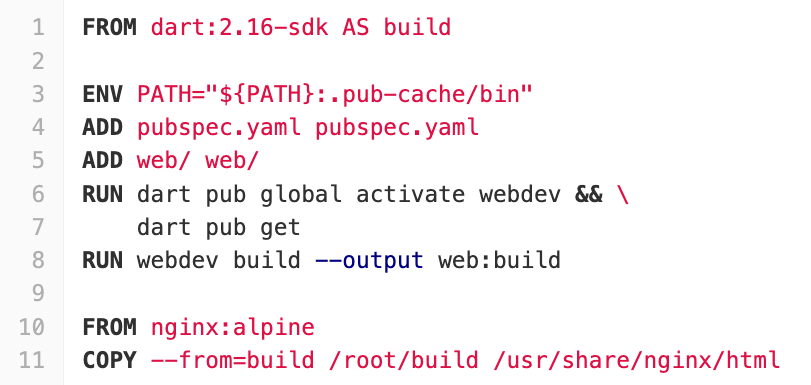 1 FROM dart:2.16-sdk AS build
2
3 ENV PATH="${PATH}:.pub-cache/bin"
4 ADD pubspec.yaml pubspec.yaml
5 ADD web/ web/
6 RUN dart pub global activate webdev && \
7     dart pub get
8 RUN webdev build --output web:build
9
10 FROM nginx:alpine
11 COPY --from=build /root/build /usr/share/nginx/html